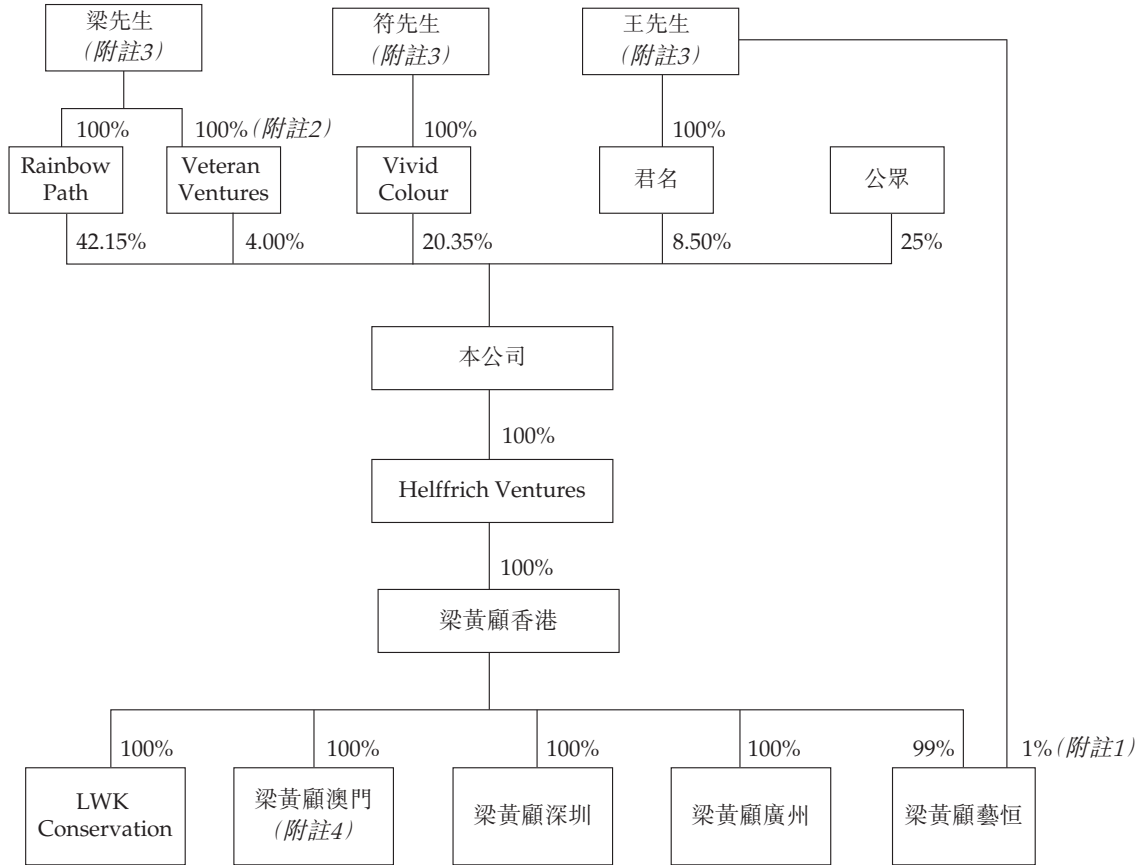 梁先生
(附註3)
符先生
(附註3)
王先生
(附註3)
100%
100%(附註2)
100%
100%
Rainbow
Path
Veteran
Ventures
Vivid
Colour
君名
公眾
42.15%
4.00%
20.35%
8.50%
25%
本公司
100%
Helffrich Ventures
100%
梁黃顧香港
100%
100%
100%
100%
99%
1%(附註1)
LWK
Conservation
梁黃顧澳門
(附註4)
梁黃顧深圳
梁黃顧廣州
梁黃顧藝恒